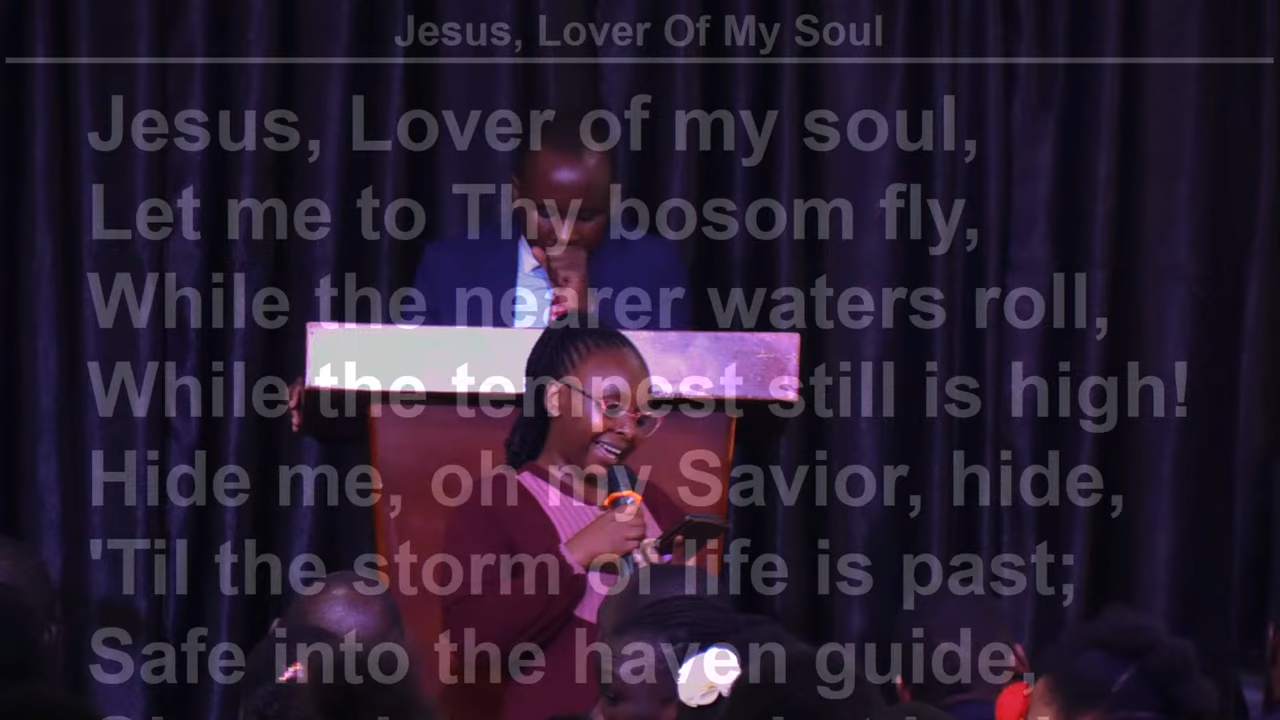 Jesus, Lover Of My Soul
Jesus, Lover of my soul,
Let me to Thy bosom fly,
While the nearer waters roll,
While the tempest still is high!
Hide me, oh my Savior, hide,
'Til the storm of life is past;
Safe into the haven guide,